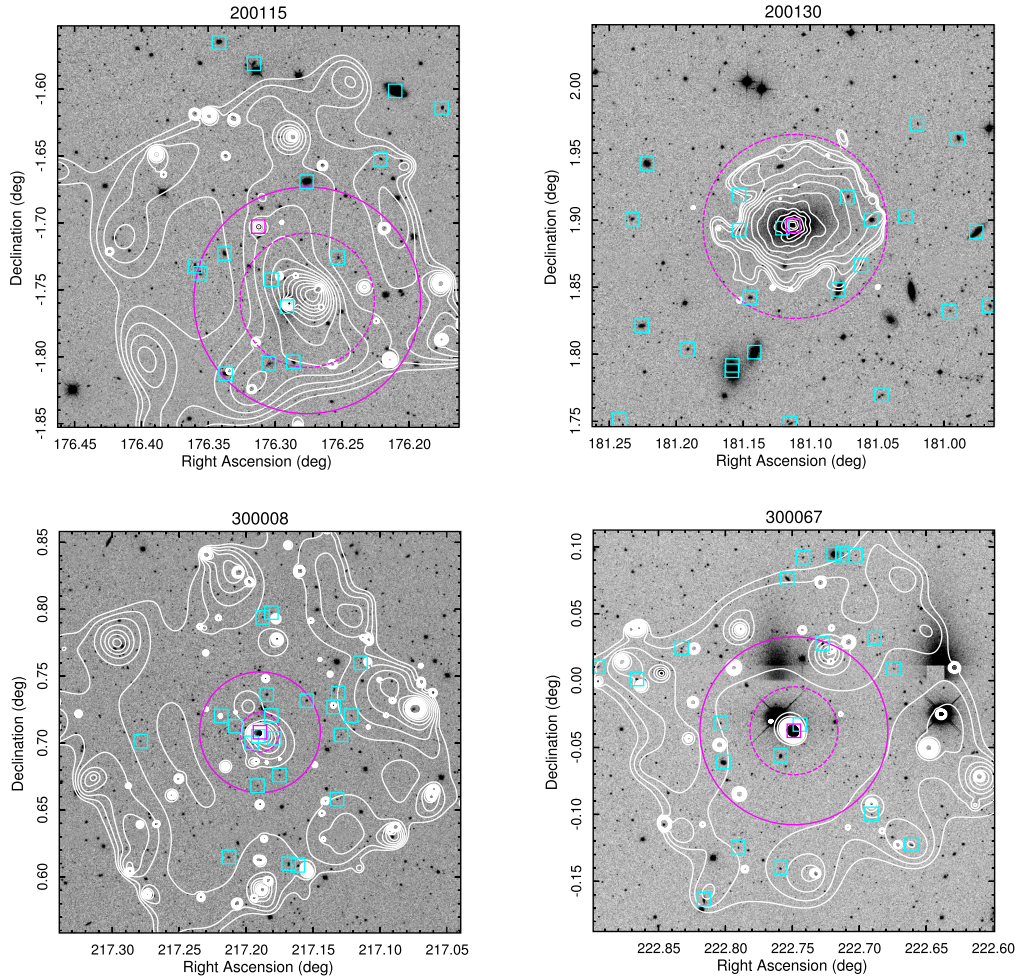 200115
-1.60
-1.65
-1.70
-1.75
-1.80
-1.85
Declination (deg)
176.45 176.40 176.35 176.30 176.25 176.20
Right Ascension (deg)
200130
2.00
1.95
1.90
1.85
1.80
1.75
Declination (deg)
181.25 181.20 181.15 181.10 181.05 181.00
Right Ascension (deg)
300008
0.85
0.80
0.75
0.70
0.65
0.60
Declination (deg)
217.30 217.25 217.20 217.15 217.10 217.05
Right Ascension (deg)
300067
0.10
0.05
0.00
-0.05
-0.10
-0.15
Declination (deg)
222.85 222.80 222.75 222.70 222.65 222.60
Right Ascension (deg)